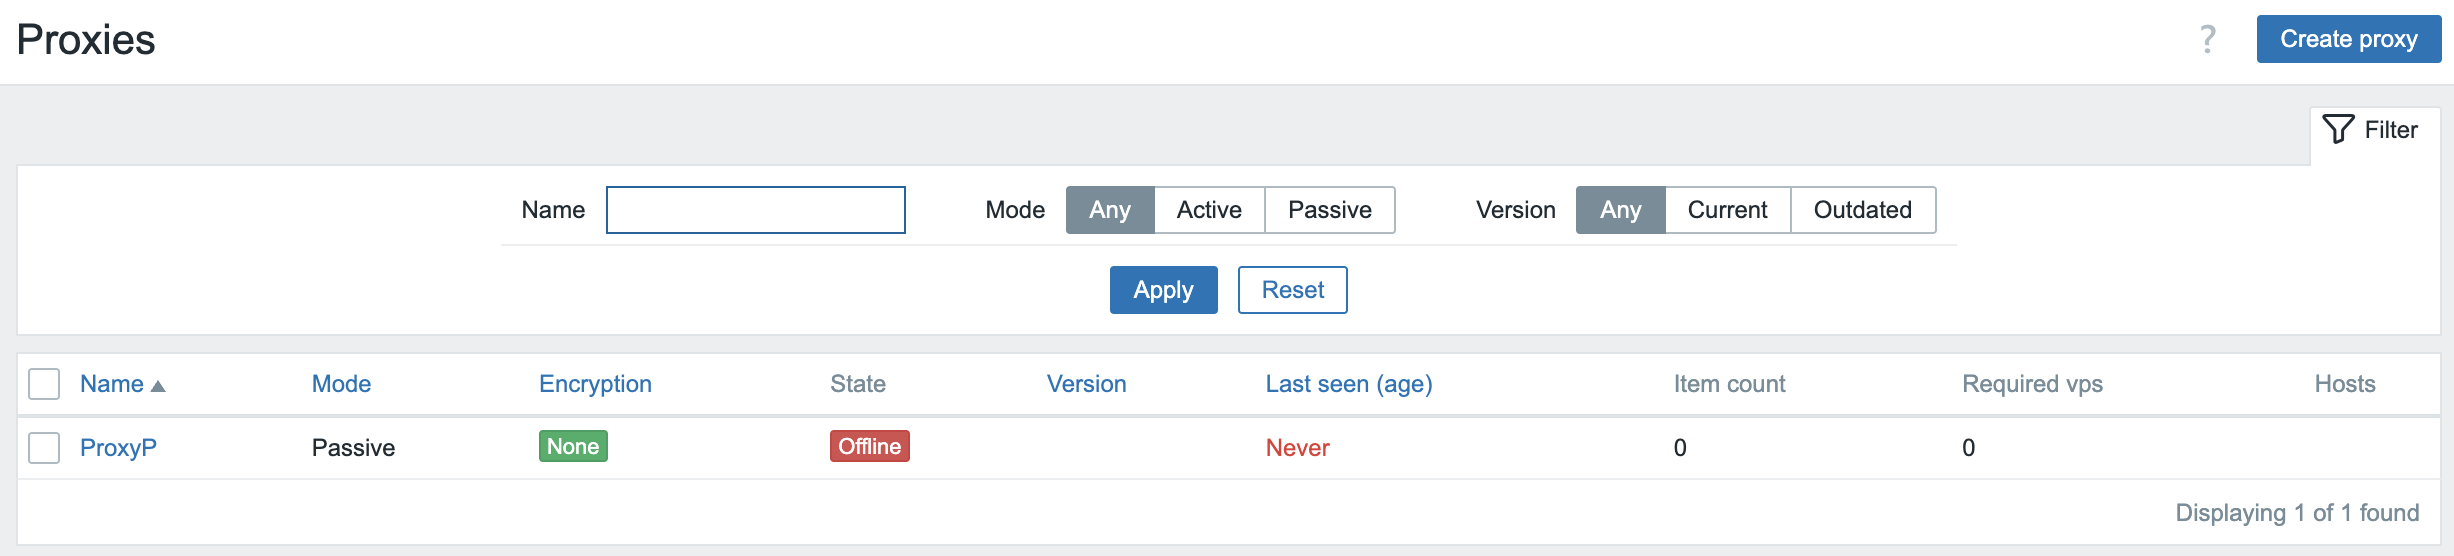 Proxies ? Create proxy
Filter
Name Mode Any Active Passive Version Any Current Outdated
Apply Reset
Name ▲ Mode Encryption State Version Last seen (age) Item count Required vps Hosts
ProxyP Passive None Offline Never 0 0
Displaying 1 of 1 found